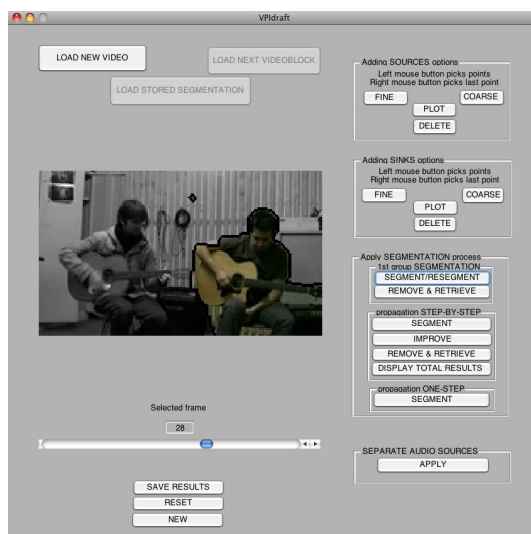 VPIdraft
LOAD NEW VIDEO
LOAD NEXT VIDEOBLOCK
LOAD STORED SEGMENTATION
Selected frame
28
SAVE RESULTS
RESET
NEW
Adding SOURCES options
Left mouse button picks points
Right mouse button picks last point
FINE
COARSE
PLOT
DELETE
Adding SINKS options
Left mouse button picks points
Right mouse button picks last point
FINE
COARSE
PLOT
DELETE
Apply SEGMENTATION process
1st group SEGMENTATION
SEGMENT/RESEGMENT
REMOVE & RETRIEVE
propagation STEP-BY-STEP
SEGMENT
IMPROVE
REMOVE & RETRIEVE
DISPLAY TOTAL RESULTS
propagation ONE-STEP
SEGMENT
SEPARATE AUDIO SOURCES
APPLY